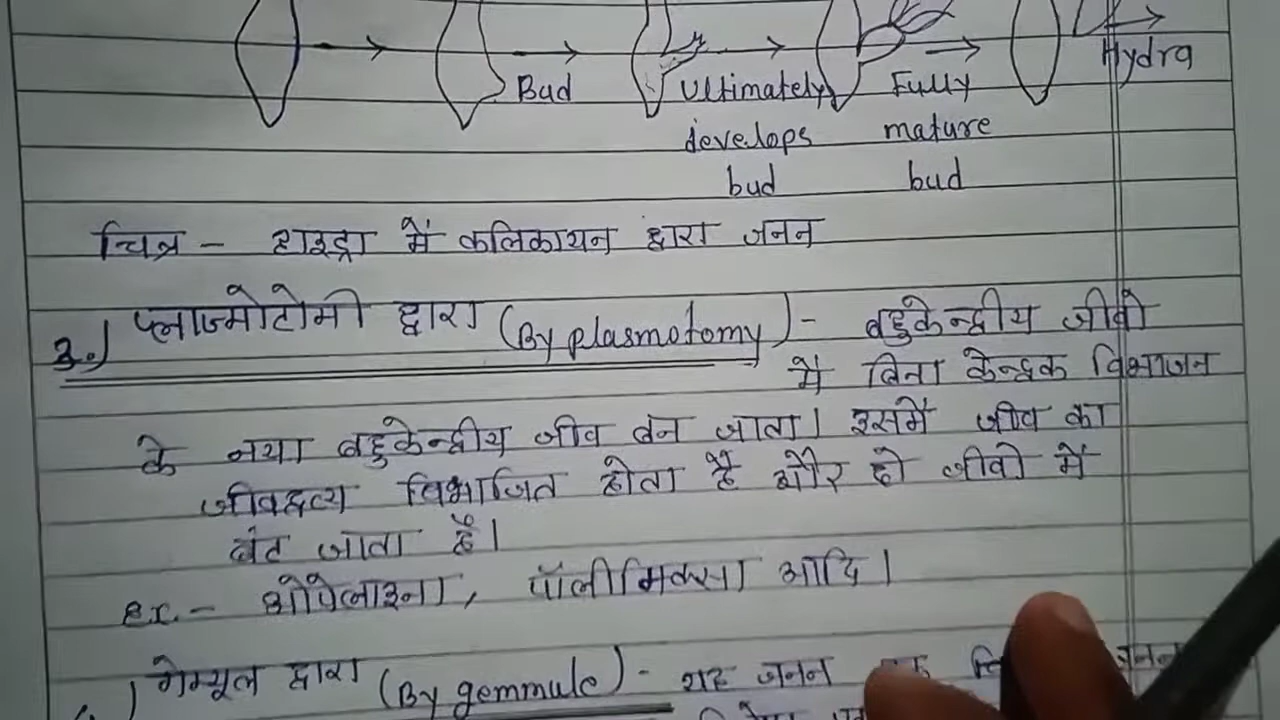 Bud Ultimately Fully Hydra
develops mature
bud bud
चित्र - हाइड्रा में कलिकायन द्वारा जनन
3.) प्लाज्मोटोमी द्वारा (By plasmotomy) - बहुकेन्द्रीय जीवो
में बिना केन्द्रक विभाजन
के नया बहुकेन्द्रीय जीव बन जाता। इसमें जीव का
जीवद्रव्य विभाजित होता है और दो जीवो में
बंट जाता है।
ex.- ओपेलाइना, पॉलीमिक्सा आदि।
) गेम्यूल द्वारा (By gemmule) - यह जनन